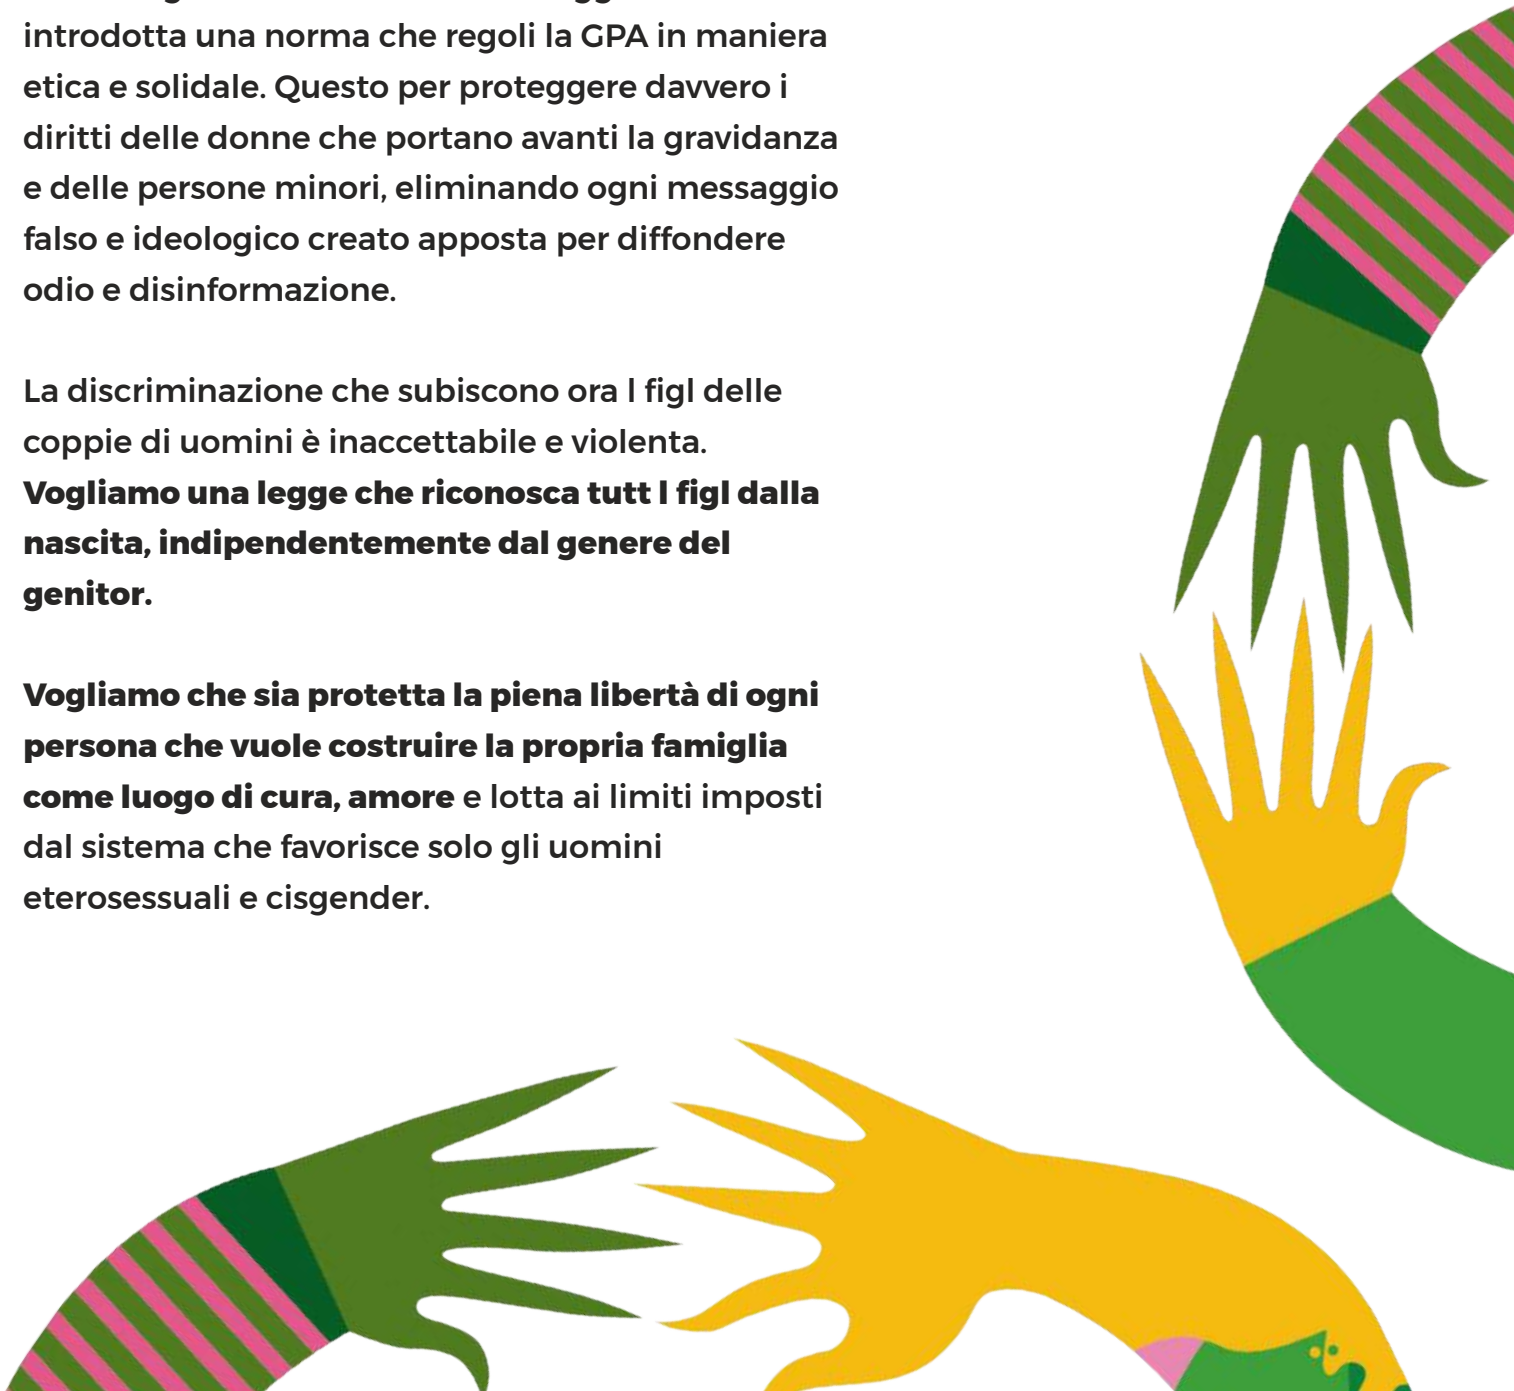 introdotta una norma che regoli la GPA in maniera
etica e solidale. Questo per proteggere davvero i
diritti delle donne che portano avanti la gravidanza
e delle persone minori, eliminando ogni messaggio
falso e ideologico creato apposta per diffondere
odio e disinformazione.
La discriminazione che subiscono ora l figl delle
coppie di uomini è inaccettabile e violenta.
Vogliamo una legge che riconosca tutt l figl dalla
nascita, indipendentemente dal genere del
genitor.
Vogliamo che sia protetta la piena libertà di ogni
persona che vuole costruire la propria famiglia
come luogo di cura, amore e lotta ai limiti imposti
dal sistema che favorisce solo gli uomini
eterosessuali e cisgender.